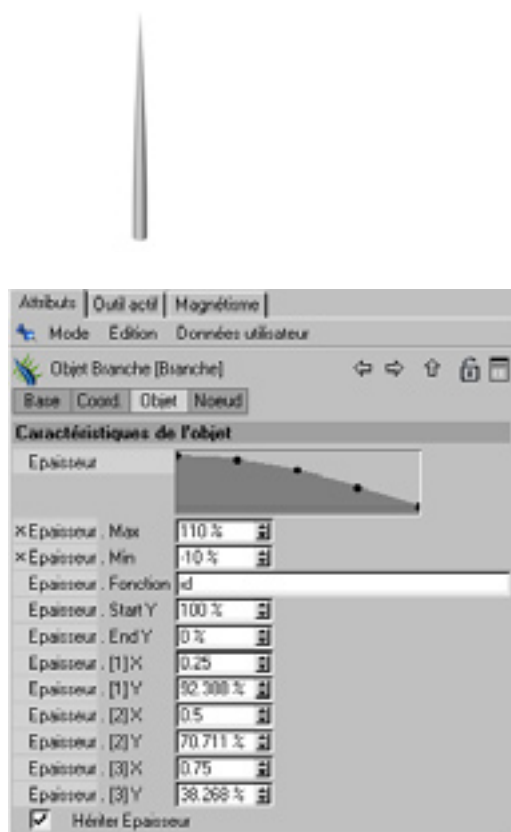 Attributs Outil actif Magnétisme
Mode Edition Données utilisateur
Objet Branche [Branche]
Base Coord. Objet Noeud
Caractéristiques de l'objet
Epaisseur
Epaisseur . Max 110 %
Epaisseur . Min -10 %
Epaisseur . Fonction
Epaisseur . Start Y 100 %
Epaisseur . End Y 0 %
Epaisseur . [1] X 0.25
Epaisseur . [1] Y 92.388 %
Epaisseur . [2] X 0.5
Epaisseur . [2] Y 70.711 %
Epaisseur . [3] X 0.75
Epaisseur . [3] Y 38.268 %
Hériter Epaisseur